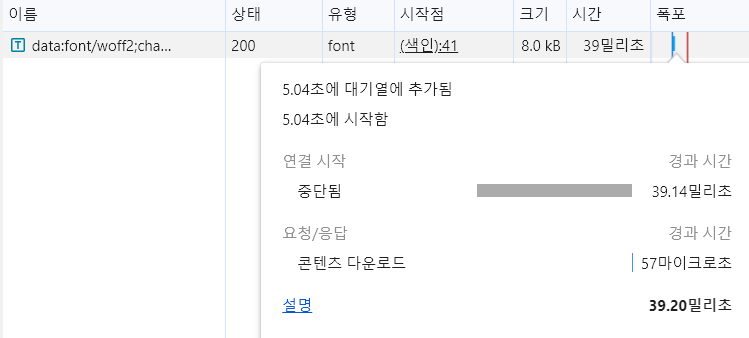 이름 상태 유형 시작점 크기 시간 폭포
T data:font/woff2;cha... 200 font (색인):41 8.0 kB 39밀리초
5.04초에 대기열에 추가됨
5.04초에 시작함
연결 시작 경과 시간
중단됨 39.14밀리초
요청/응답 경과 시간
콘텐츠 다운로드 57마이크로초
설명 39.20밀리초